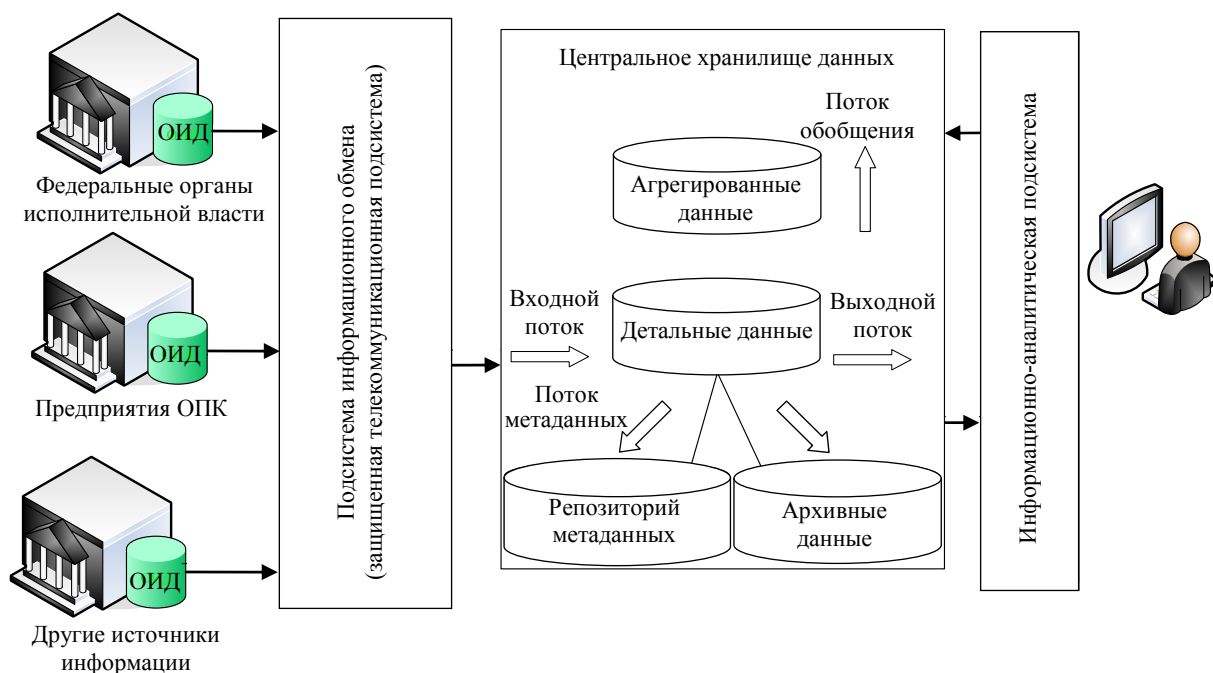 ОИД
Федеральные органы
исполнительной власти
ОИД
Предприятия ОПК
ОИД
Другие источники
информации
Подсистема информационного обмена
(защищенная телекоммуникационная подсистема)
Центральное хранилище данных
Поток
обобщения
Агрегированные
данные
Входной
поток
Детальные данные
Выходной
поток
Поток
метаданных
Репозиторий
метаданных
Архивные
данные
Информационно-аналитическая подсистема